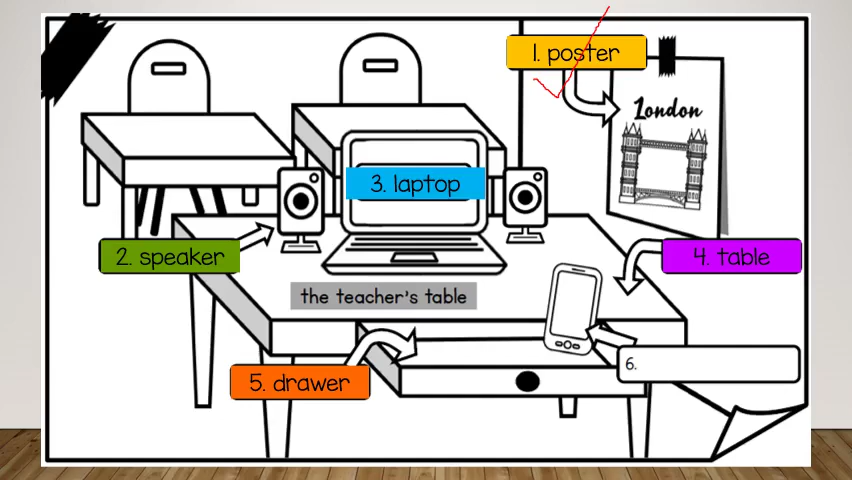 1. poster
London
3. laptop
2. speaker
4. table
the teacher's table
6.
5. drawer